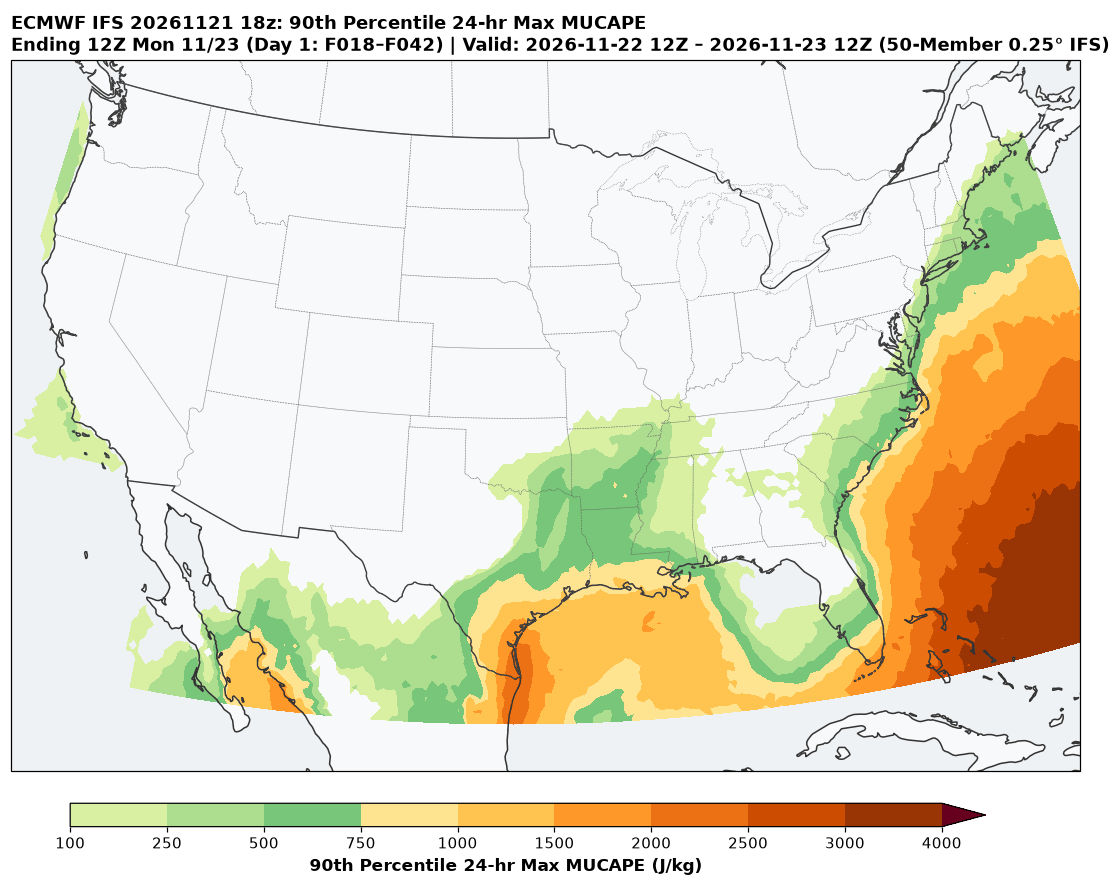 ECMWF IFS 20261121 18z: 90th Percentile 24-hr Max MUCAPE
Ending 12Z Mon 11/23 (Day 1: F018–F042) | Valid: 2026-11-22 12Z – 2026-11-23 12Z (50-Member 0.25° IFS)
100 250 500 750 1000 1500 2000 2500 3000 4000
90th Percentile 24-hr Max MUCAPE (J/kg)